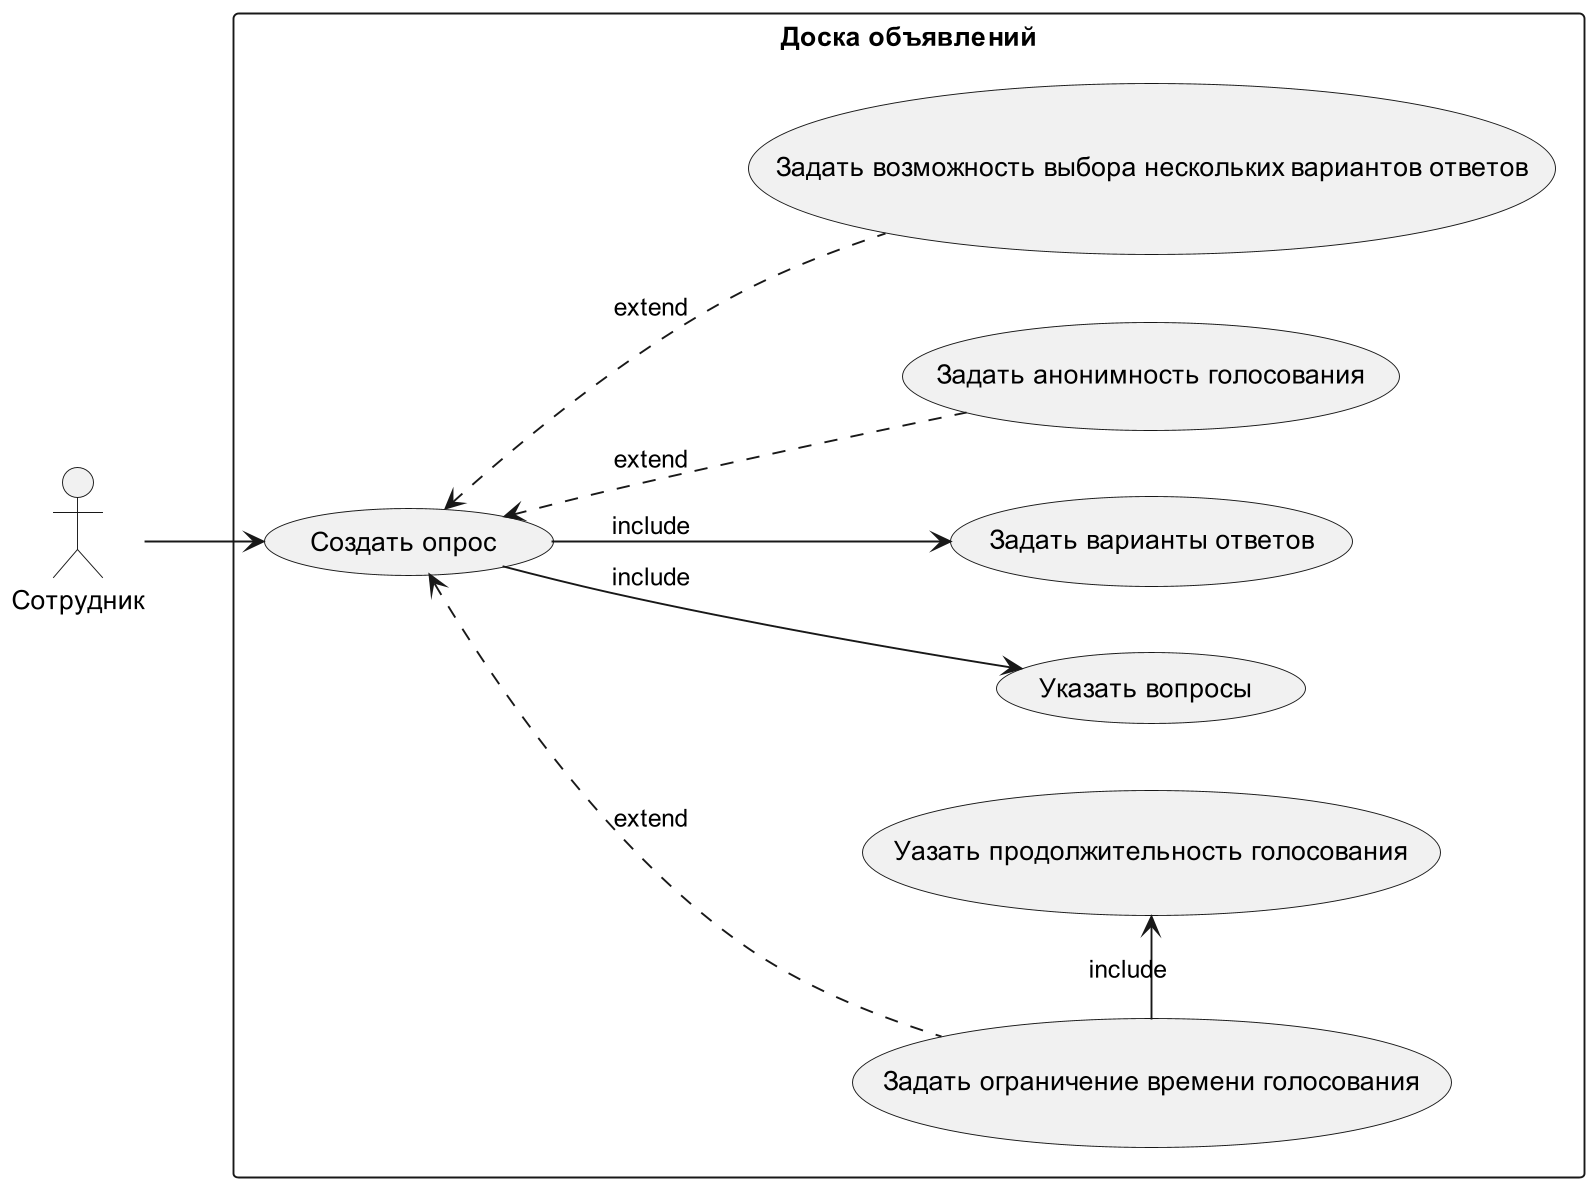 Доска объявлений
Задать возможность выбора нескольких вариантов ответов
extend
Задать анонимность голосования
extend
include
Задать варианты ответов
Создать опрос
include
Сотрудник
Указать вопросы
extend
Уазать продолжительность голосования
include
Задать ограничение времени голосования